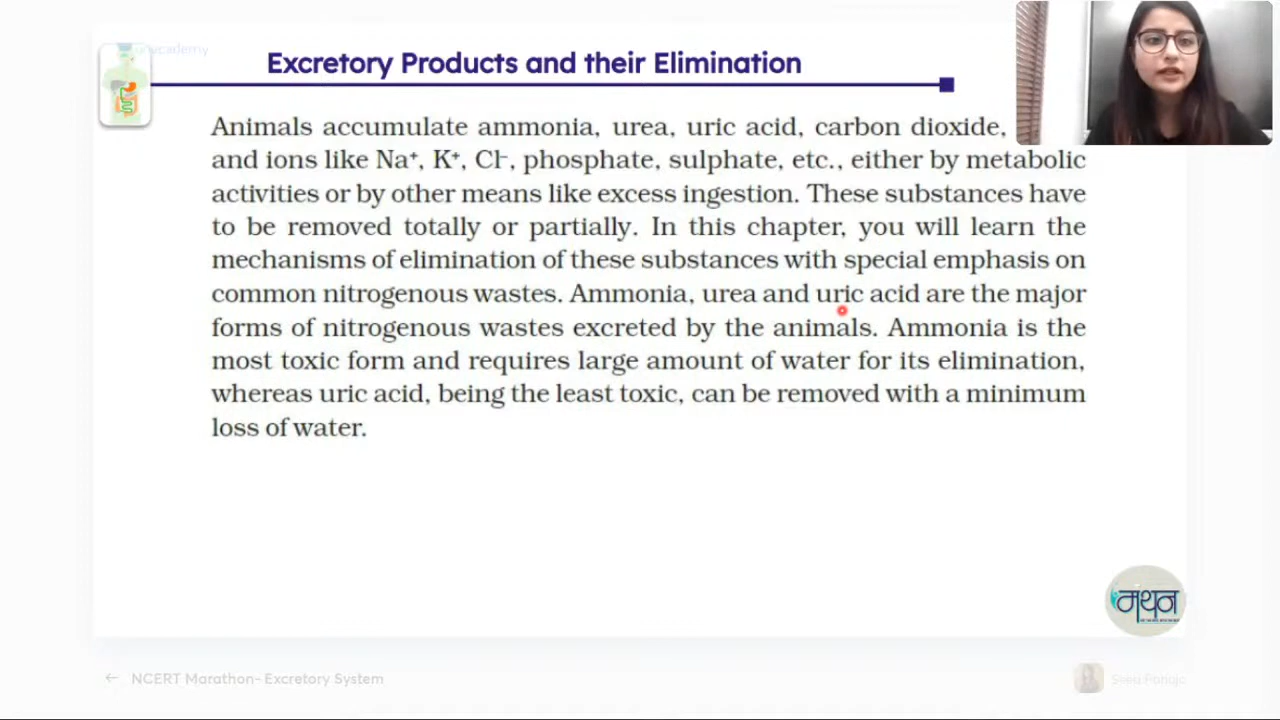 unacademy
Excretory Products and their Elimination
Animals accumulate ammonia, urea, uric acid, carbon dioxide,
and ions like Na⁺, K⁺, Cl⁻, phosphate, sulphate, etc., either by metabolic
activities or by other means like excess ingestion. These substances have
to be removed totally or partially. In this chapter, you will learn the
mechanisms of elimination of these substances with special emphasis on
common nitrogenous wastes. Ammonia, urea and uric acid are the major
forms of nitrogenous wastes excreted by the animals. Ammonia is the
most toxic form and requires large amount of water for its elimination,
whereas uric acid, being the least toxic, can be removed with a minimum
loss of water.
मंथन
← NCERT Marathon- Excretory System